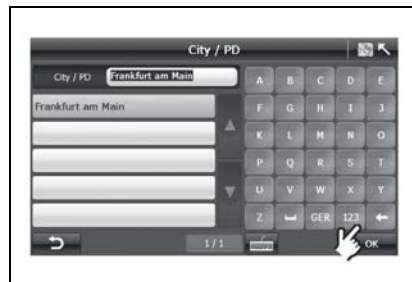 City / PD
City / PD Frankfurt am Main
A B C D E
Frankfurt am Main
F G H I J
K L M N O
P Q R S T
U V W X Y
Z GER 123
1/1
OK